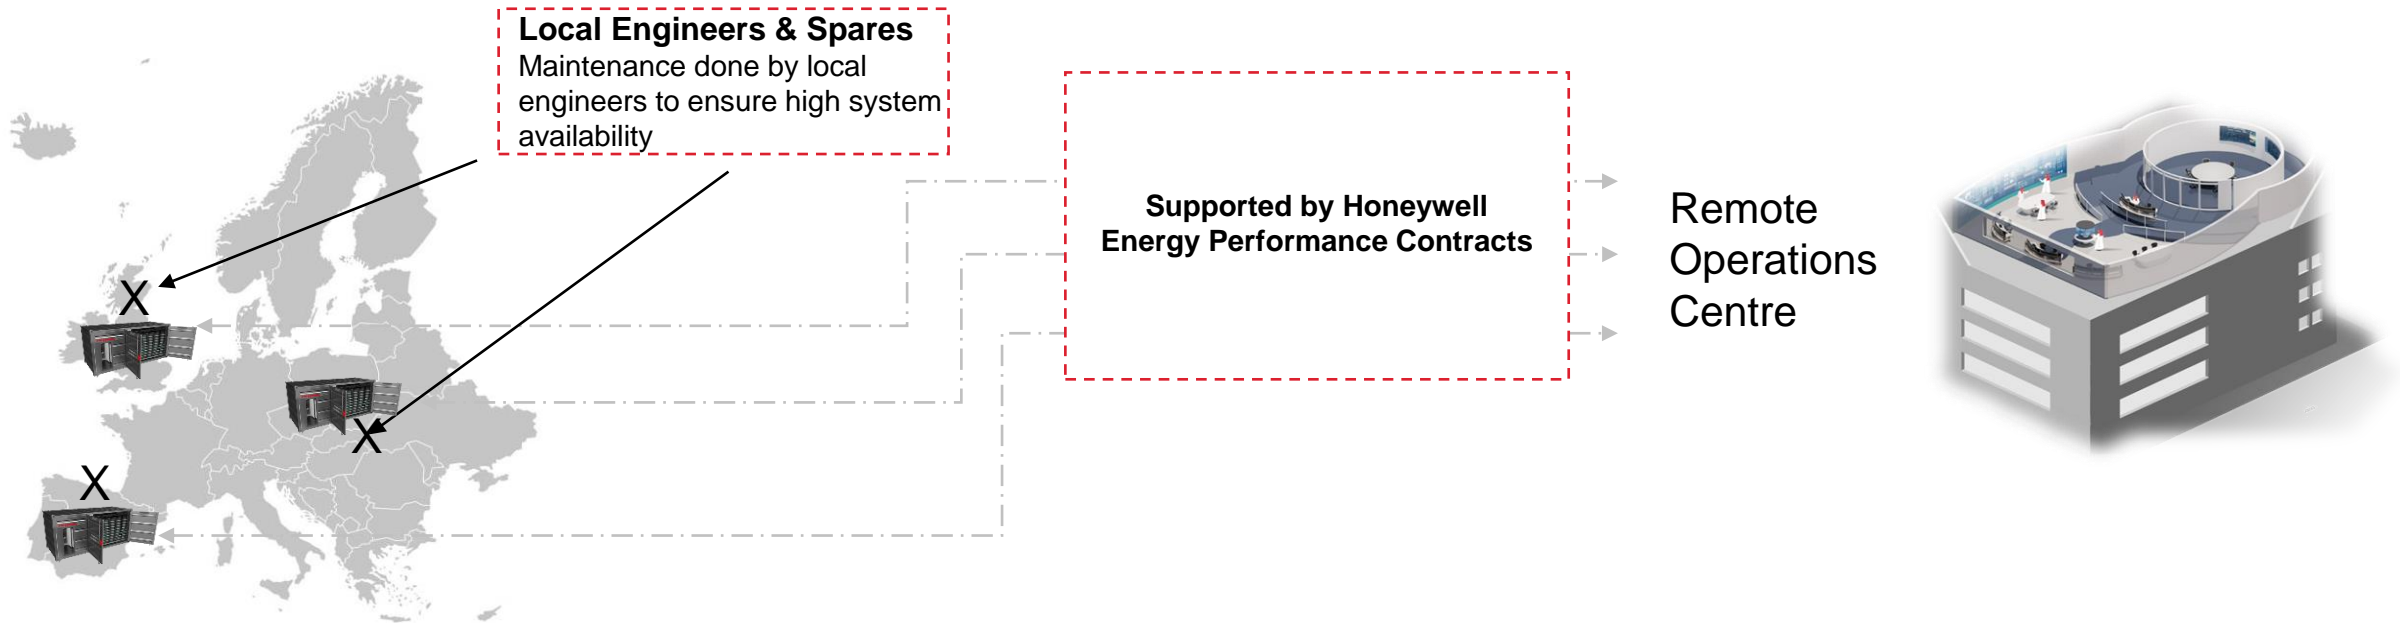 Local Engineers & Spares
Maintenance done by local
engineers to ensure high system
availability
Supported by Honeywell
Energy Performance Contracts
Remote
Operations
Centre
X
X
X